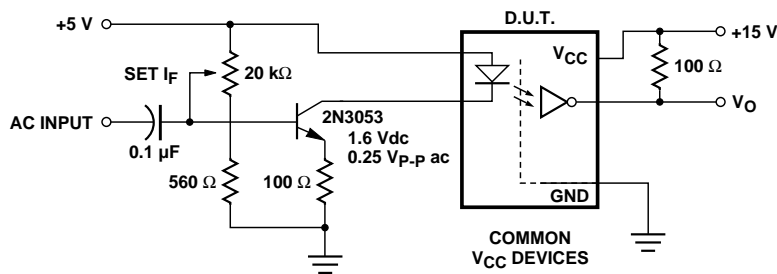 +5 V
D.U.T.
+15 V
V_CC
SET I_F
20 kΩ
100 Ω
AC INPUT
V_O
0.1 µF
2N3053
1.6 Vdc
0.25 V_P-P ac
560 Ω
100 Ω
GND
COMMON
V_CC DEVICES